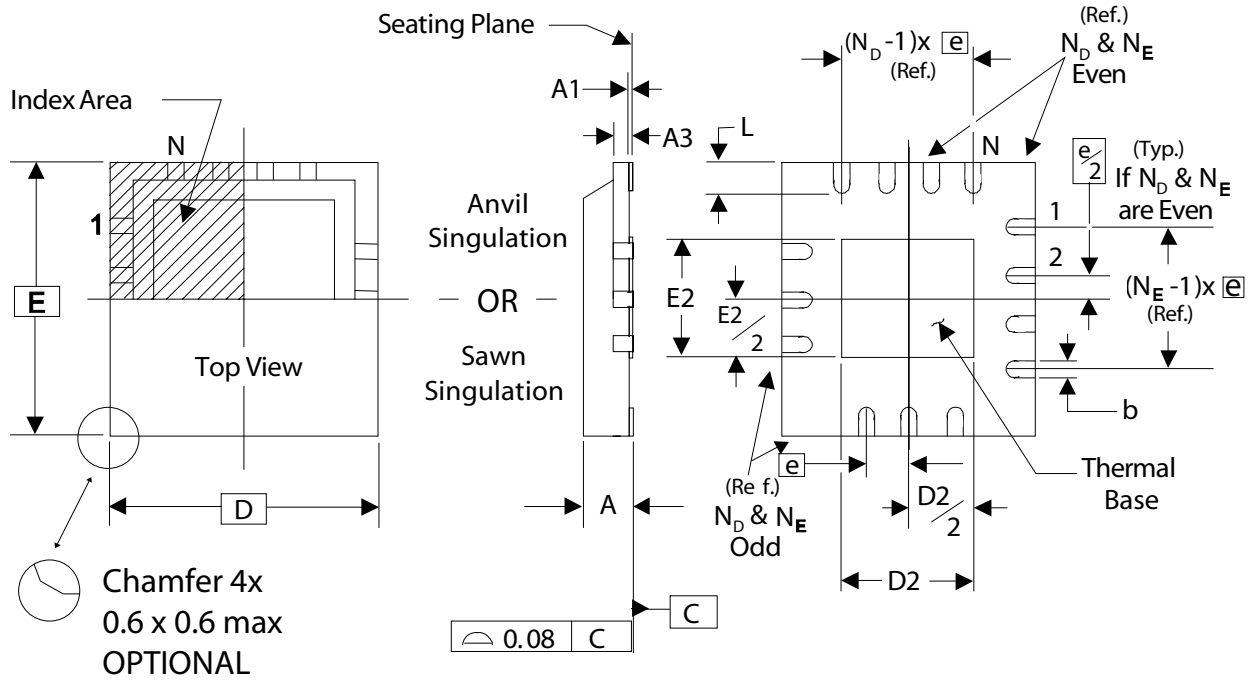 Seating Plane
Index Area
N
1
E
Top View
D
Chamfer 4x
0.6 x 0.6 max
OPTIONAL
A1
A3
L
Anvil
Singulation
OR
Sawn
Singulation
A
⌓ 0.08 C
C
(N_D -1)x e
(Ref.)
(Ref.)
N_D & N_E
Even
N
e/2
(Typ.)
If N_D & N_E
are Even
1
2
(N_E -1)x e
(Ref.)
E2
E2/2
b
e
(Re f.)
N_D & N_E
Odd
D2/2
D2
Thermal
Base